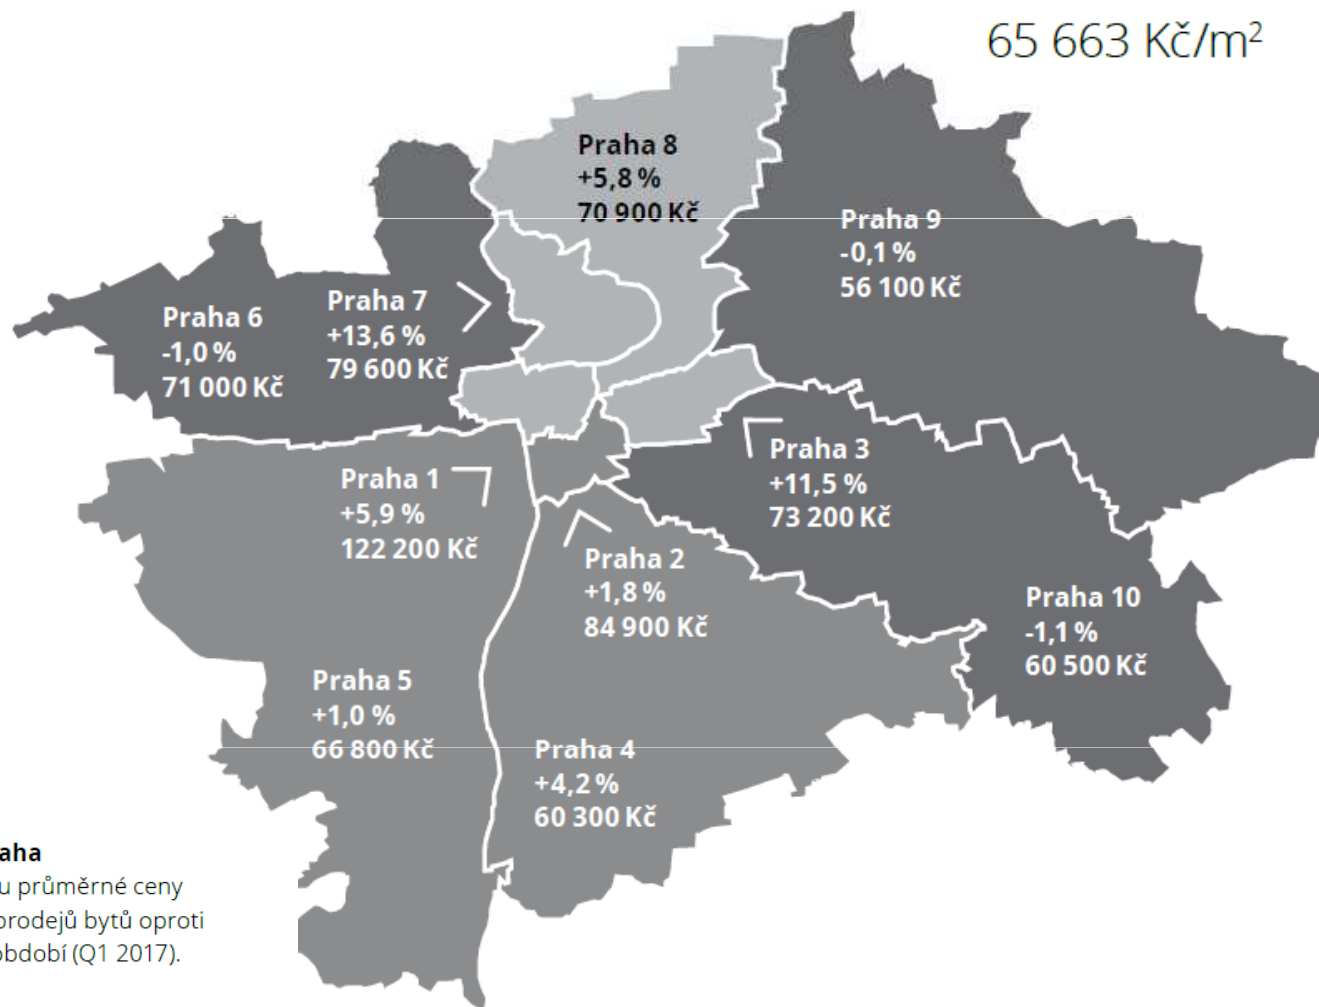 65 663 Kč/m²
Praha 8
+5,8 %
70 900 Kč
Praha 9
-0,1 %
56 100 Kč
Praha 7
+13,6 %
79 600 Kč
Praha 6
-1,0 %
71 000 Kč
Praha 3
+11,5 %
73 200 Kč
Praha 1
+5,9 %
122 200 Kč
Praha 2
+1,8 %
84 900 Kč
Praha 10
-1,1 %
60 500 Kč
Praha 5
+1,0 %
66 800 Kč
Praha 4
+4,2 %
60 300 Kč
aha
u průměrné ceny
prodejů bytů oproti
období (Q1 2017).